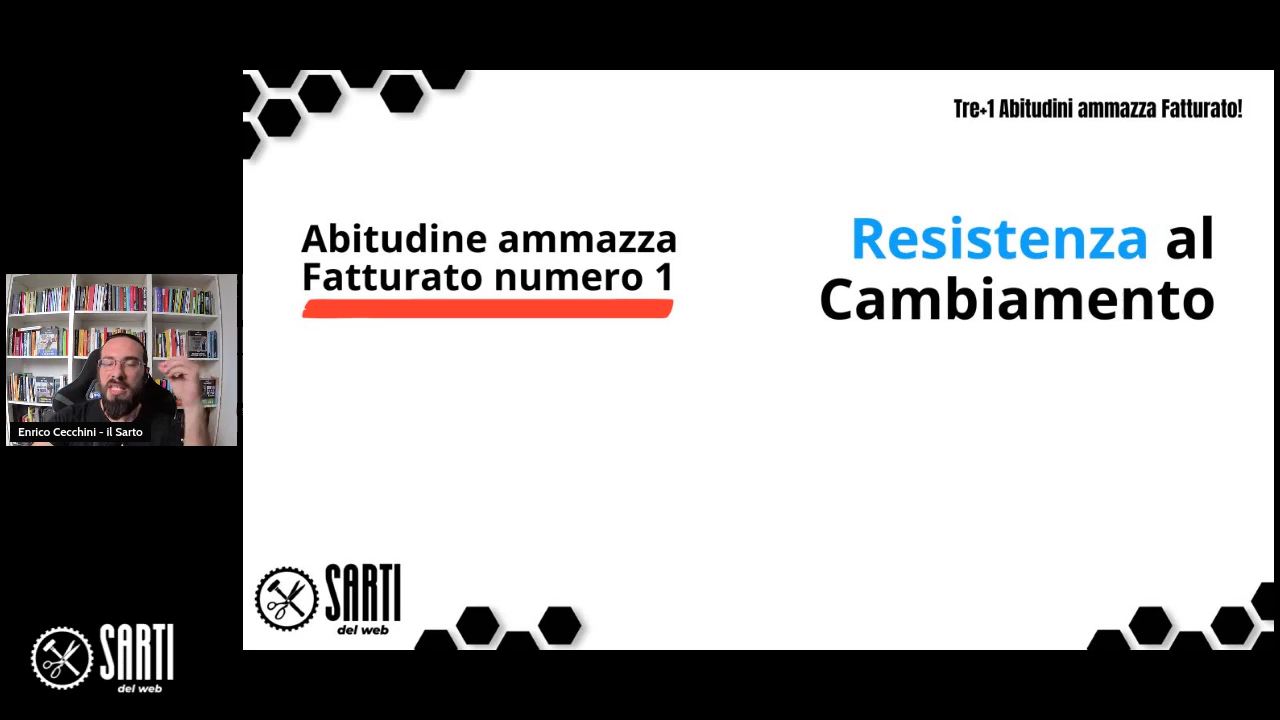 Tre+1 Abitudini ammazza Fatturato!
Abitudine ammazza
Fatturato numero 1
Resistenza al
Cambiamento
Enrico Cecchini - il Sarto
SARTI
del web
SARTI
del web